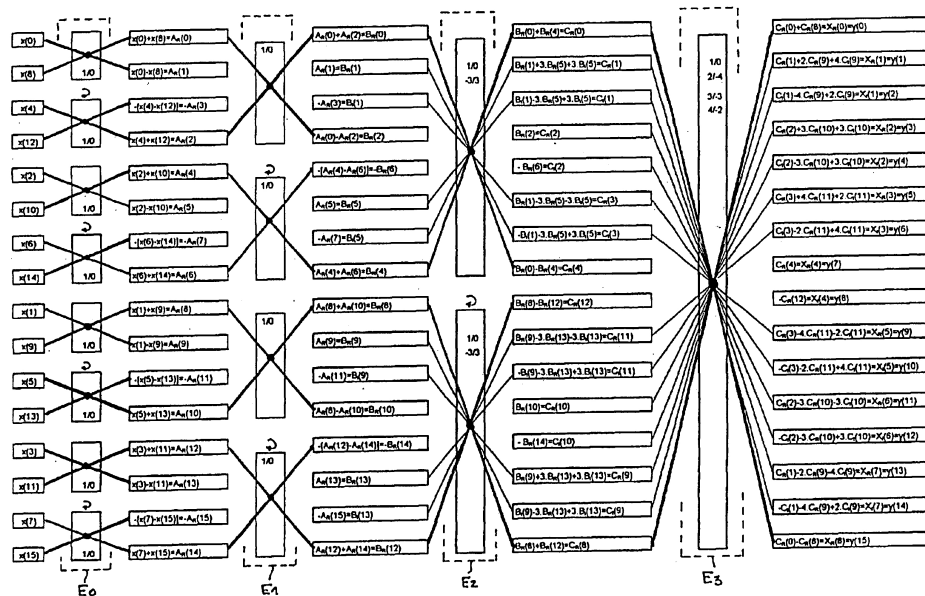 x(0)
x(8)
x(4)
x(12)
x(2)
x(10)
x(6)
x(14)
x(1)
x(9)
x(5)
x(13)
x(3)
x(11)
x(7)
x(15)
1/0
1/0
1/0
1/0
1/0
1/0
1/0
1/0
E0
x(0)+x(8)=AR(0)
x(0)-x(8)=AR(1)
-[x(4)-x(12)]=-AR(3)
x(4)+x(12)=AR(2)
x(2)+x(10)=AR(4)
x(2)-x(10)=AR(5)
-[x(6)-x(14)]=-AR(7)
x(6)+x(14)=AR(6)
x(1)+x(9)=AR(8)
x(1)-x(9)=AR(9)
-[x(5)-x(13)]=-AR(11)
x(5)+x(13)=AR(10)
x(3)+x(11)=AR(12)
x(3)-x(11)=AR(13)
-[x(7)-x(15)]=-AR(15)
x(7)+x(15)=AR(14)
1/0
1/0
1/0
1/0
E1
AR(0)+AR(2)=BR(0)
AR(1)=BR(1)
-AR(3)=Bi(1)
AR(0)-AR(2)=BR(2)
-[AR(4)-AR(6)]=-BR(6)
AR(5)=BR(5)
-AR(7)=Bi(5)
AR(4)+AR(6)=BR(4)
AR(8)+AR(10)=BR(8)
AR(9)=BR(9)
-AR(11)=Bi(9)
AR(8)-AR(10)=BR(10)
-[AR(12)-AR(14)]=-BR(14)
AR(13)=BR(13)
-AR(15)=Bi(13)
AR(12)+AR(14)=BR(12)
1/0
-3/3
1/0
-3/3
E2
BR(0)+BR(4)=CR(0)
BR(1)+3.BR(5)+3.Bi(5)=CR(1)
Bi(1)-3.BR(5)+3.Bi(5)=Ci(1)
BR(2)=CR(2)
- BR(6)=Ci(2)
BR(1)-3.BR(5)-3.Bi(5)=CR(3)
-Bi(1)-3.BR(5)+3.Bi(5)=Ci(3)
BR(0)-BR(4)=CR(4)
BR(8)-BR(12)=CR(12)
BR(9)-3.BR(13)-3.Bi(13)=CR(11)
-Bi(9)-3.BR(13)+3.Bi(13)=Ci(11)
BR(10)=CR(10)
- BR(14)=Ci(10)
BR(9)+3.BR(13)+3.Bi(13)=CR(9)
Bi(9)-3.BR(13)+3.Bi(13)=Ci(9)
BR(8)+BR(12)=CR(8)
1/0
2/-4
3/-3
4/-2
E3
CR(0)+CR(8)=XR(0)=y(0)
CR(1)+2.CR(9)+4.Ci(9)=XR(1)=y(1)
Ci(1)-4.CR(9)+2.Ci(9)=Xi(1)=y(2)
CR(2)+3.CR(10)+3.Ci(10)=XR(2)=y(3)
Ci(2)-3.CR(10)+3.Ci(10)=Xi(2)=y(4)
CR(3)+4.CR(11)+2.Ci(11)=XR(3)=y(5)
Ci(3)-2.CR(11)+4.Ci(11)=Xi(3)=y(6)
CR(4)=XR(4)=y(7)
-CR(12)=Xi(4)=y(8)
CR(3)-4.CR(11)-2.Ci(11)=XR(5)=y(9)
-Ci(3)-2.CR(11)+4.Ci(11)=Xi(5)=y(10)
CR(2)-3.CR(10)-3.Ci(10)=XR(6)=y(11)
-Ci(2)-3.CR(10)+3.Ci(10)=Xi(6)=y(12)
CR(1)-2.CR(9)-4.Ci(9)=XR(7)=y(13)
-Ci(1)-4.CR(9)+2.CR(9)=Xi(7)=y(14)
CR(0)-CR(8)=XR(8)=y(15)